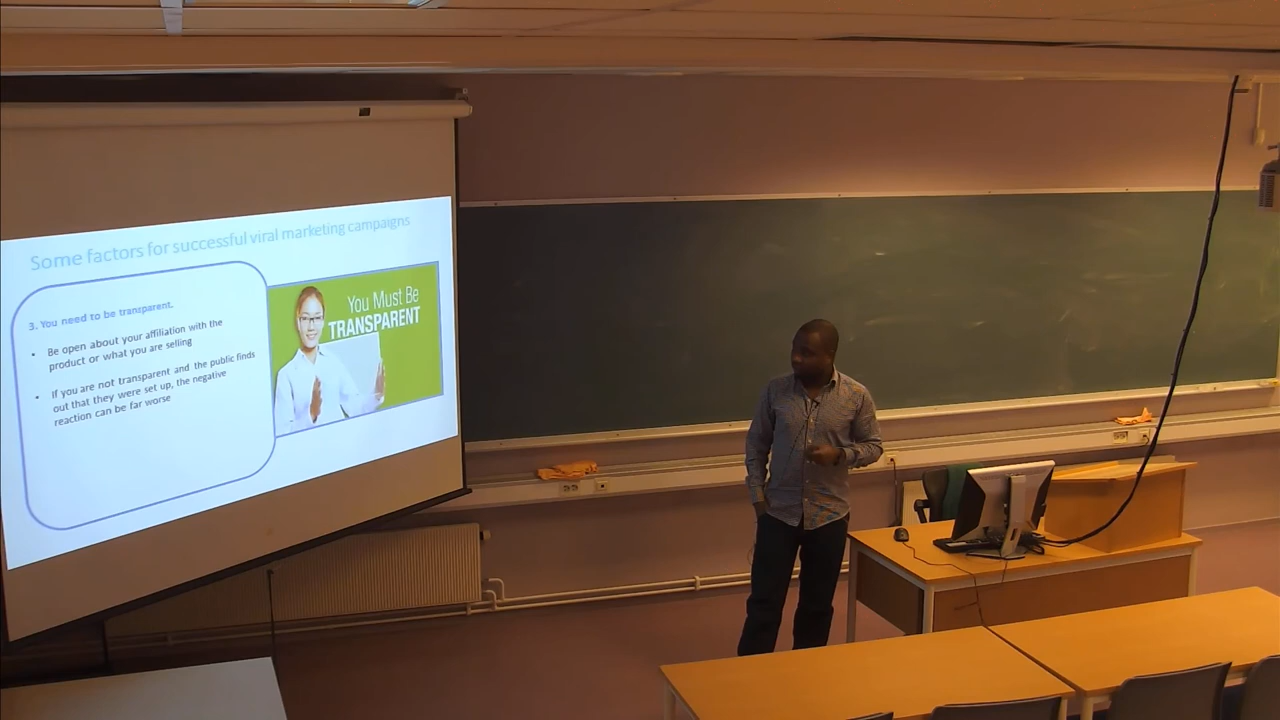 Some factors for successful viral marketing campaigns
3. You need to be transparent.
• Be open about your affiliation with the
product or what you are selling
• If you are not transparent and the public finds
out that they were set up, the negative
reaction can be far worse
You Must Be
TRANSPARENT